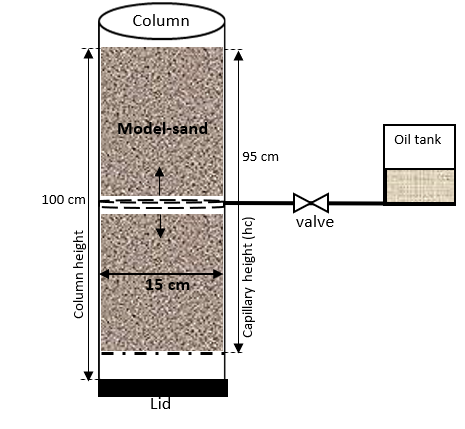 Column
Model-sand
Oil tank
95 cm
100 cm
valve
Column height
Capillary height (hc)
15 cm
Lid